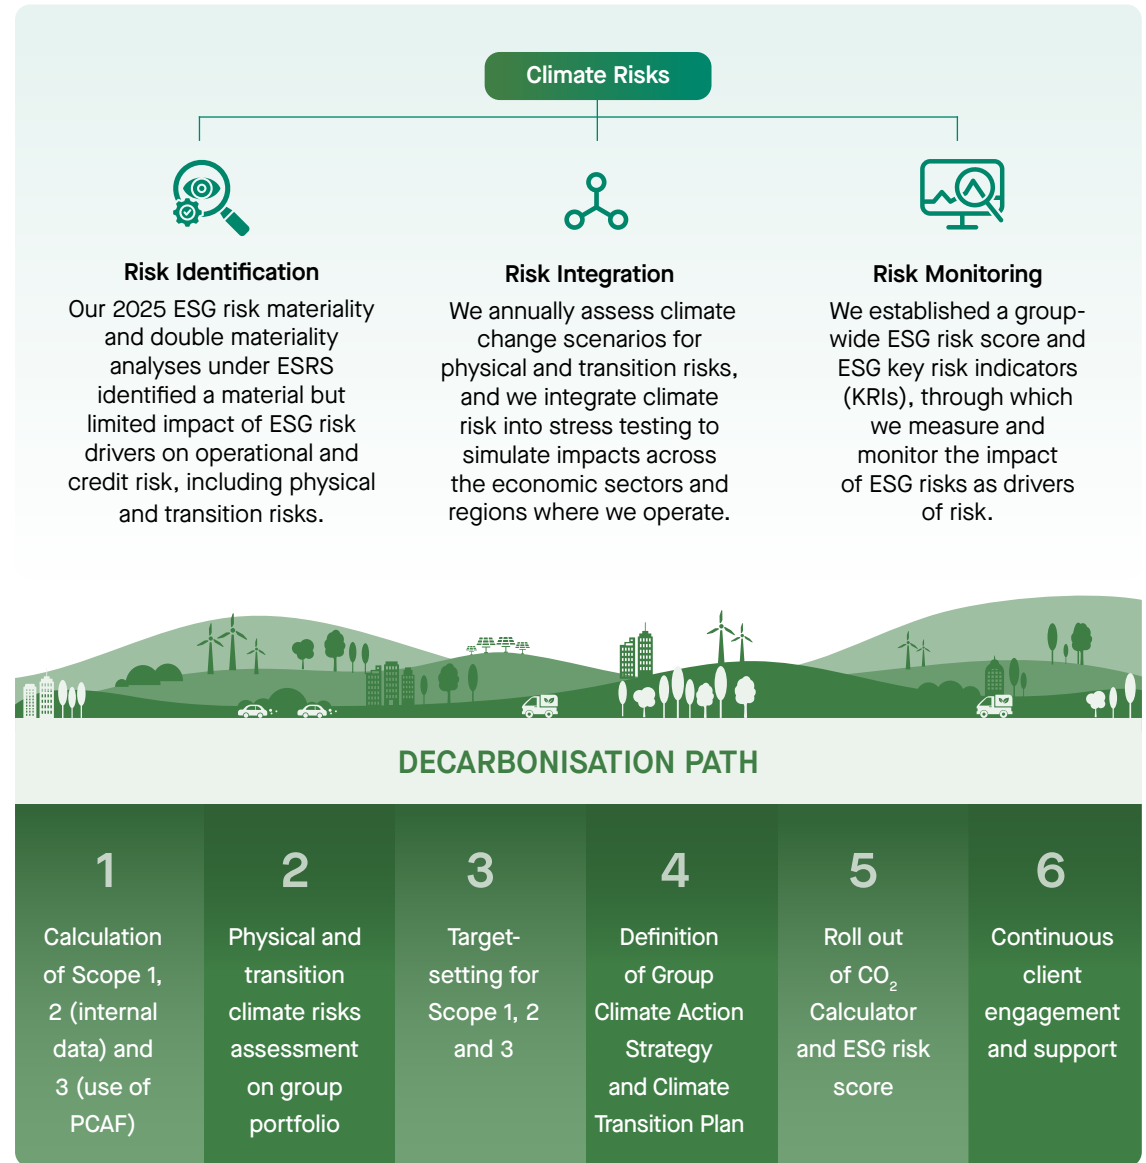 Climate Risks
Risk Identification
Our 2025 ESG risk materiality
and double materiality
analyses under ESRS
identified a material but
limited impact of ESG risk
drivers on operational and
credit risk, including physical
and transition risks.
Risk Integration
We annually assess climate
change scenarios for
physical and transition risks,
and we integrate climate
risk into stress testing to
simulate impacts across
the economic sectors and
regions where we operate.
Risk Monitoring
We established a group-
wide ESG risk score and
ESG key risk indicators
(KRIs), through which
we measure and
monitor the impact
of ESG risks as drivers
of risk.
DECARBONISATION PATH
1
Calculation
of Scope 1,
2 (internal
data) and
3 (use of
PCAF)
2
Physical and
transition
climate risks
assessment
on group
portfolio
3
Target-
setting for
Scope 1, 2
and 3
4
Definition
of Group
Climate Action
Strategy
and Climate
Transition Plan
5
Roll out
of CO₂
Calculator
and ESG risk
score
6
Continuous
client
engagement
and support